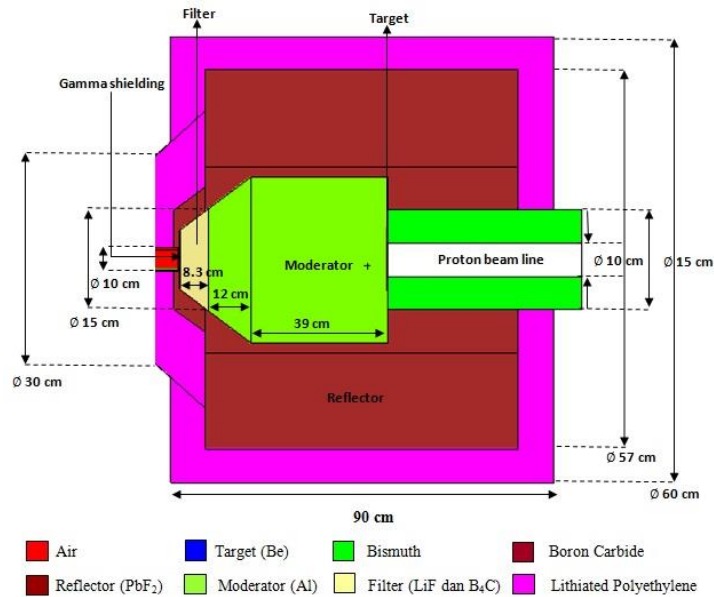 Filter
Target
Gamma shielding
8.3 cm
12 cm
39 cm
Moderator +
Proton beam line
Ø 10 cm
Ø 15 cm
Ø 10 cm
Ø 15 cm
Ø 30 cm
Reflector
Ø 57 cm
Ø 60 cm
90 cm
Air
Target (Be)
Bismuth
Boron Carbide
Reflector (PbF₂)
Moderator (Al)
Filter (LiF dan B₄C)
Lithiated Polyethylene